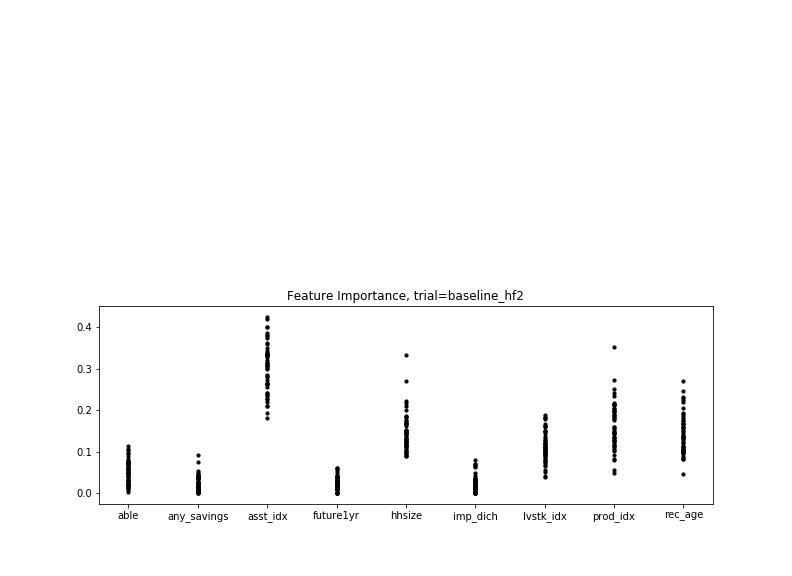 Feature Importance, trial=baseline_hf2
0.4
0.3
0.2
0.1
0.0
able any_savings asst_idx future1yr hhsize imp_dich lvstk_idx prod_idx rec_age